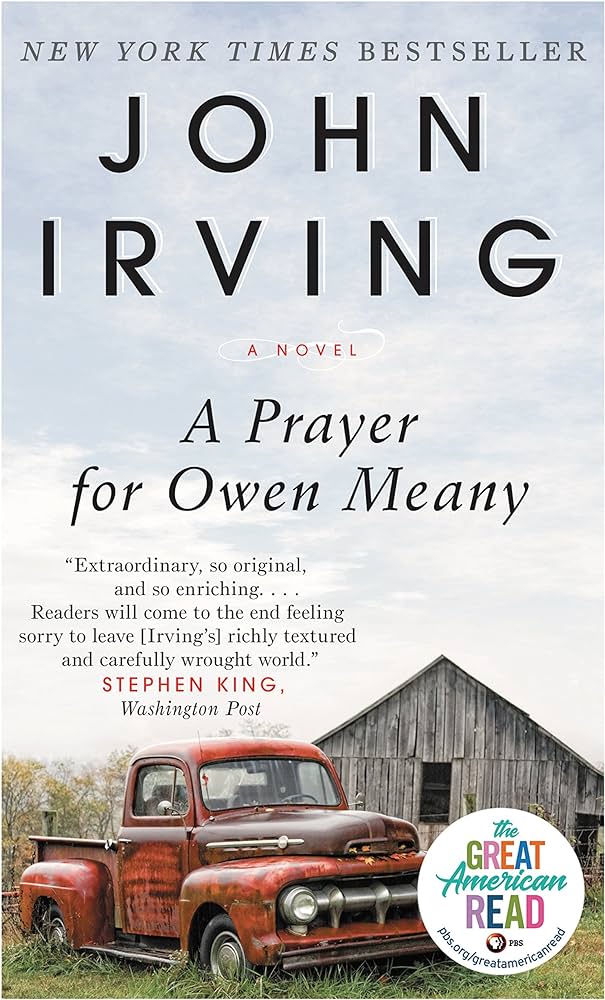 NEW YORK TIMES BESTSELLER
JOHN
IRVING
A NOVEL
A Prayer
for Owen Meany
“Extraordinary, so original,
and so enriching. . . .
Readers will come to the end feeling
sorry to leave [Irving’s] richly textured
and carefully wrought world.”
STEPHEN KING,
Washington Post
the
GREAT
American
READ
PBS
pbs.org/greatamericanread